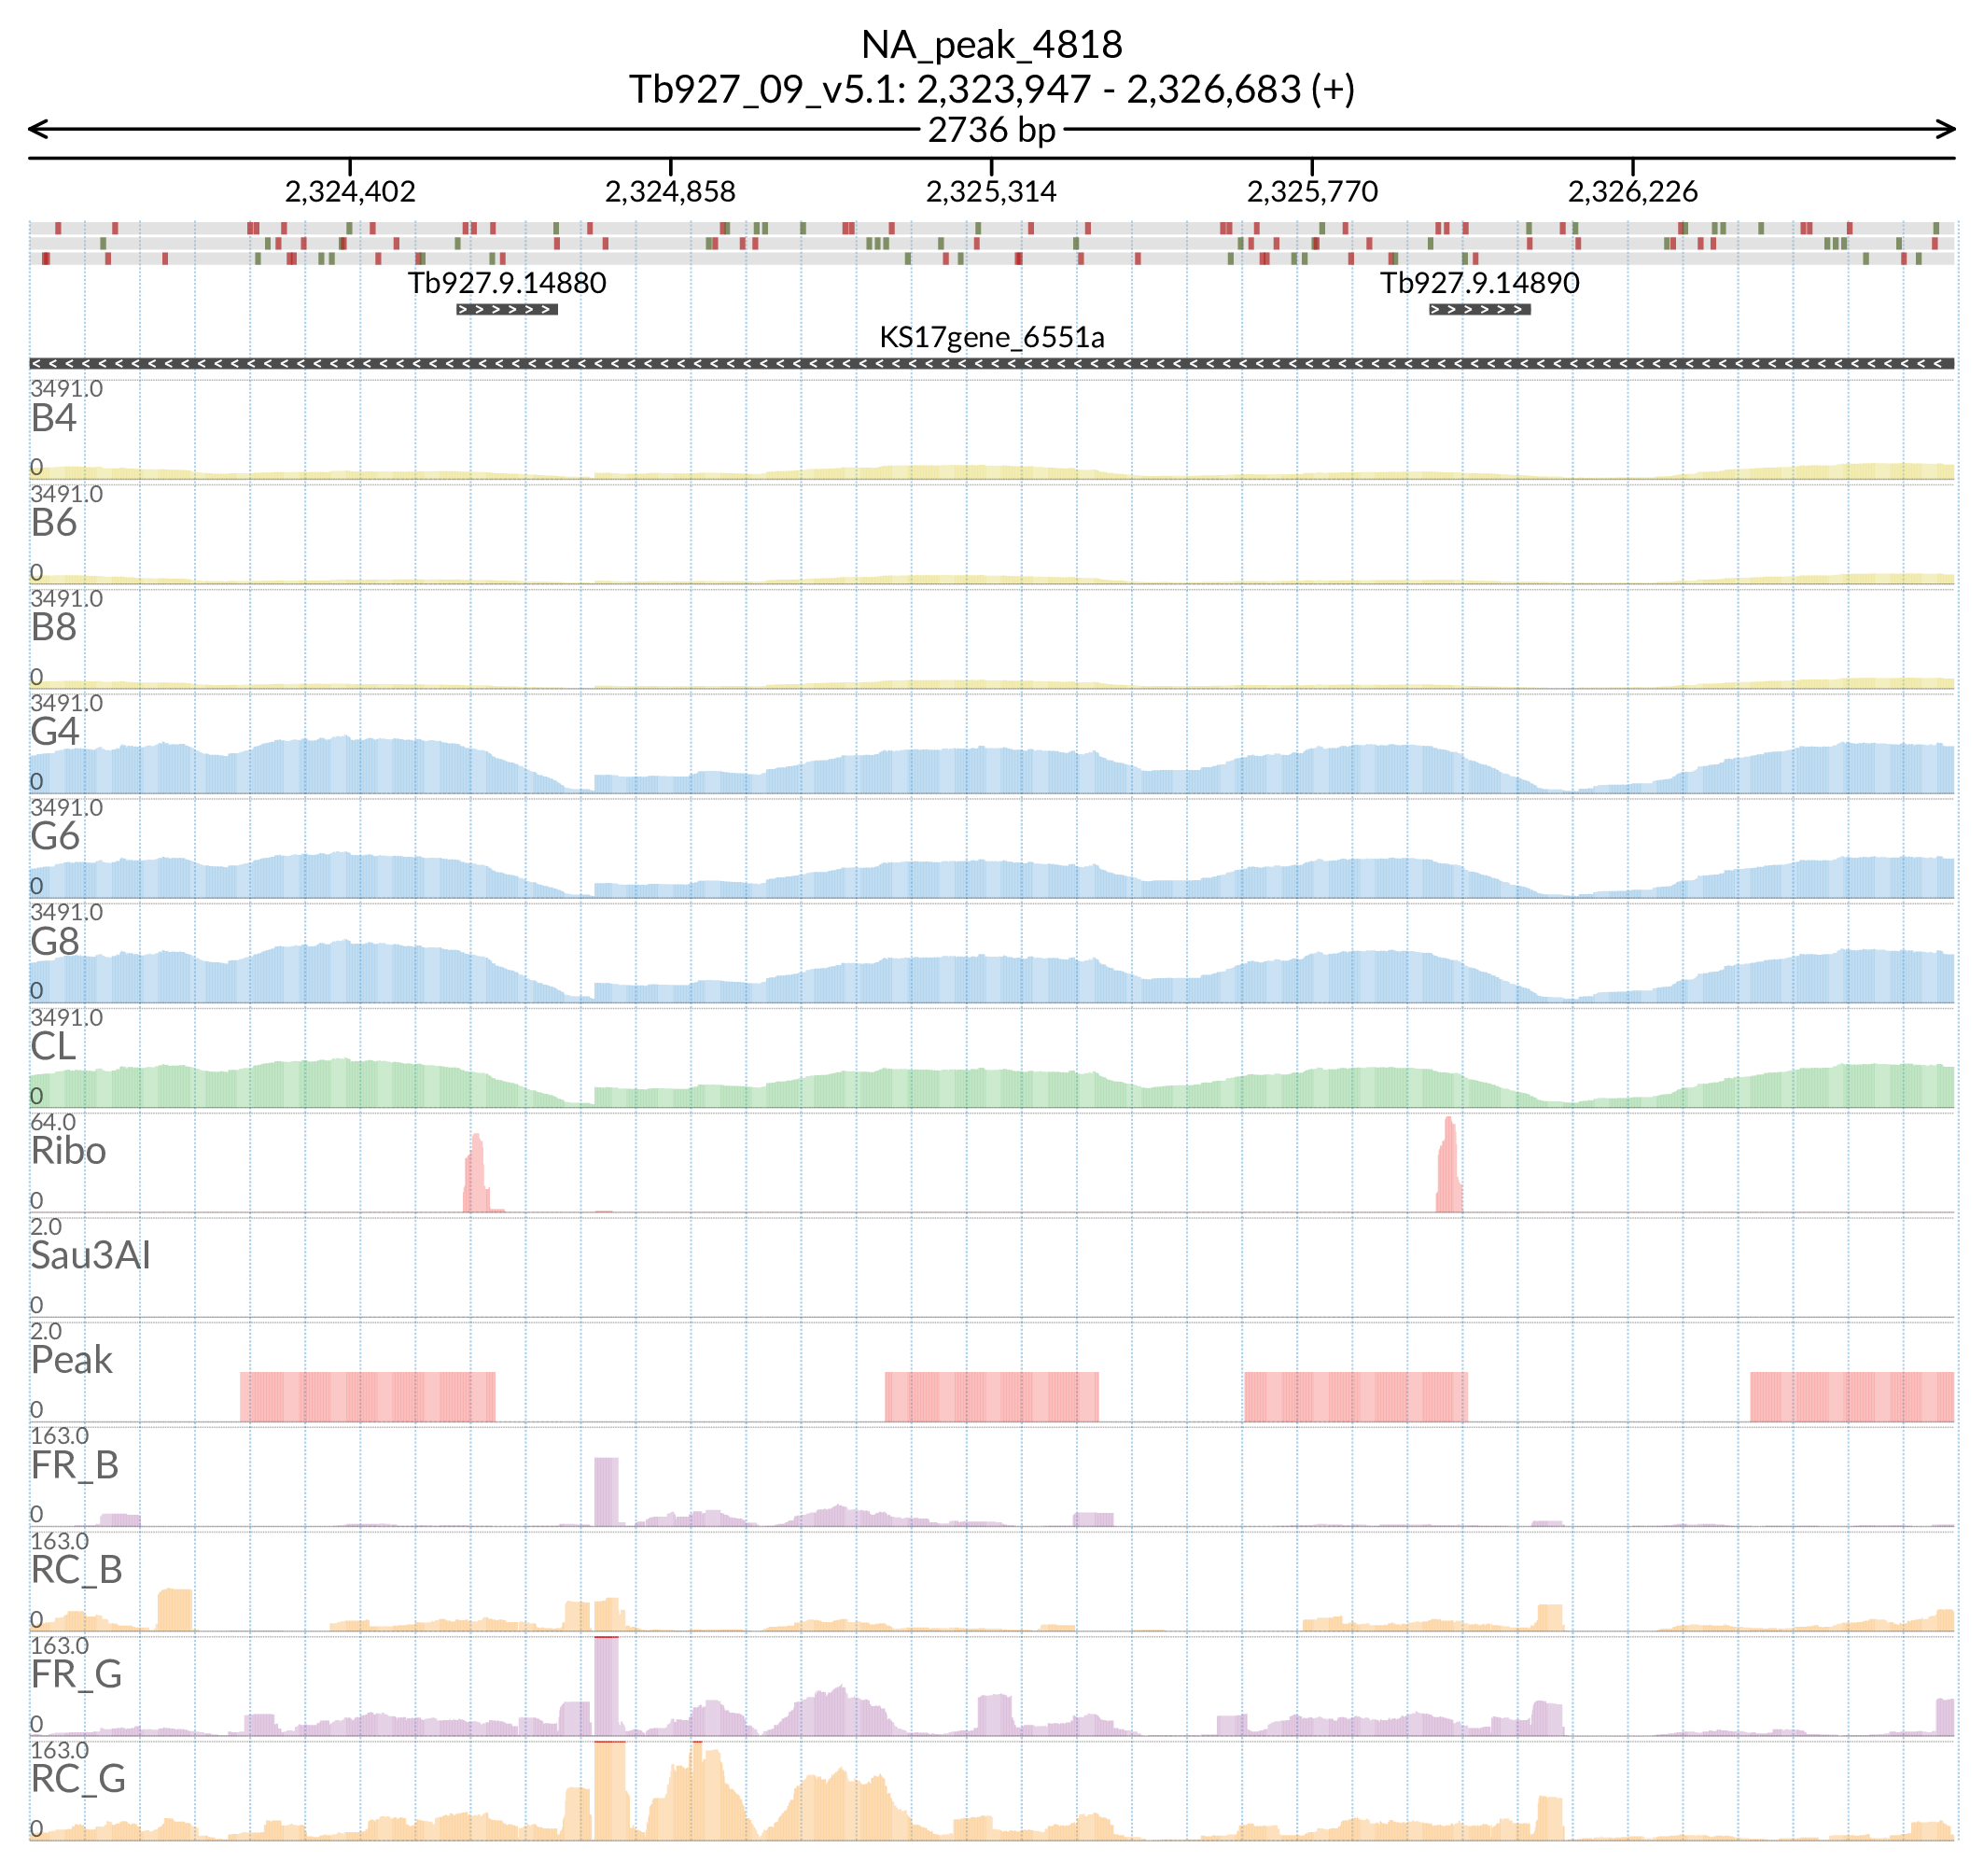 NA_peak_4818
Tb927_09_v5.1: 2,323,947 - 2,326,683 (+)
2736 bp
2,324,402 2,324,858 2,325,314 2,325,770 2,326,226
Tb927.9.14880 Tb927.9.14890
KS17gene_6551a
3491.0
B4
0
3491.0
B6
0
3491.0
B8
0
3491.0
G4
0
3491.0
G6
0
3491.0
G8
0
3491.0
CL
0
64.0
Ribo
0
2.0
Sau3AI
0
2.0
Peak
0
163.0
FR_B
0
163.0
RC_B
0
163.0
FR_G
0
163.0
RC_G
0